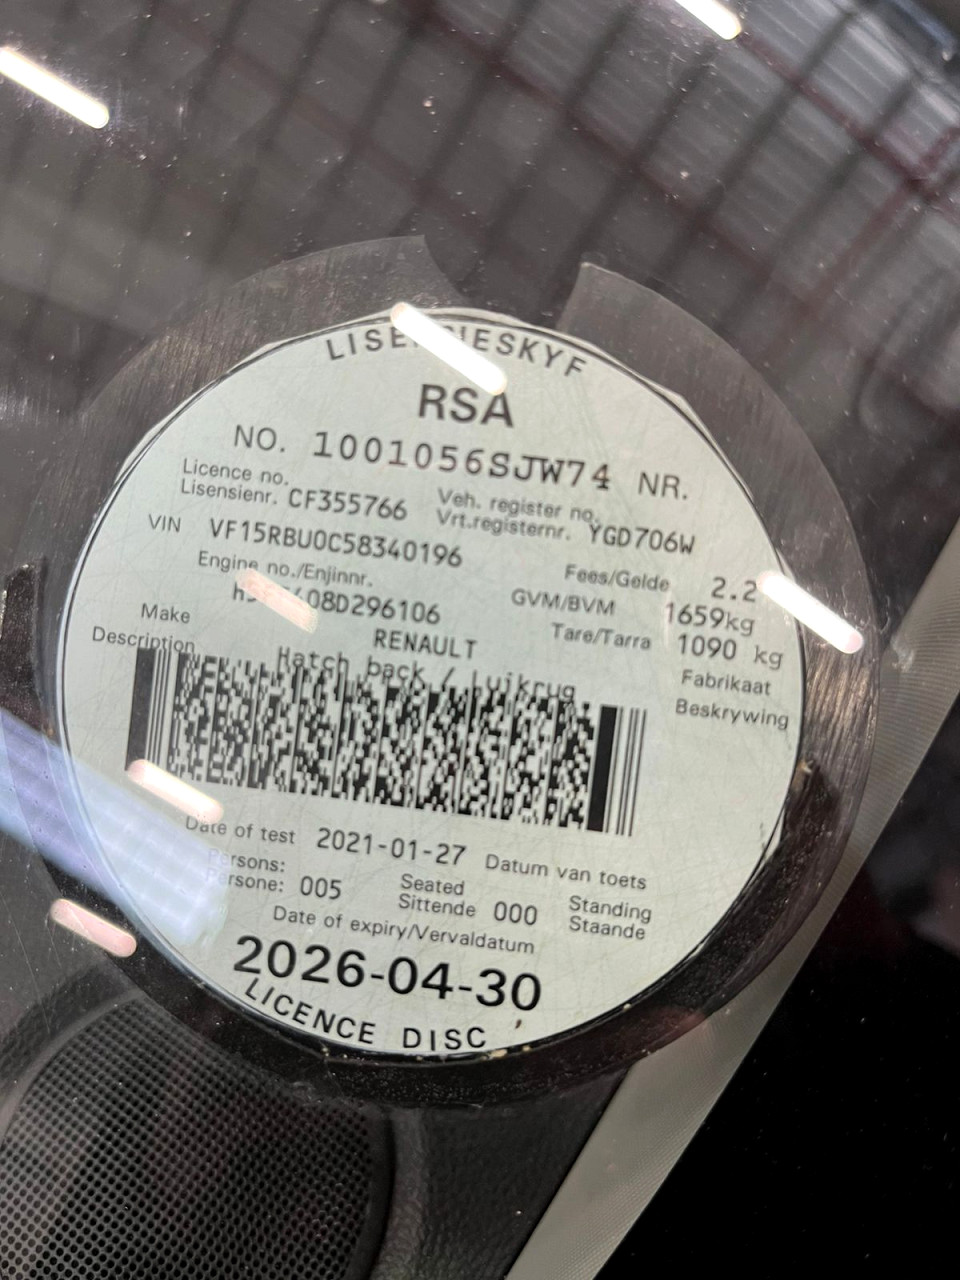 RSA
NO. 1001056SJW74 NR.
Licence no. Veh. register no.
Lisensienr. CF355766 Vrt.registernr. YGD706W
VIN VF15RBU0C58340196
Fees/Gelde 2.2
Engine no./Enjinnr. GVM/BVM 1659kg
Tare/Tarra 1090 kg
Make RENAULT Fabrikaat
Description Hatch back / Luikrug Beskrywing
Date of test 2021-01-27 Datum van toets
Persons: Seated Standing
Persone: 005 Sittende 000 Staande
Date of expiry/Vervaldatum
2026-04-30
LICENCE DISC